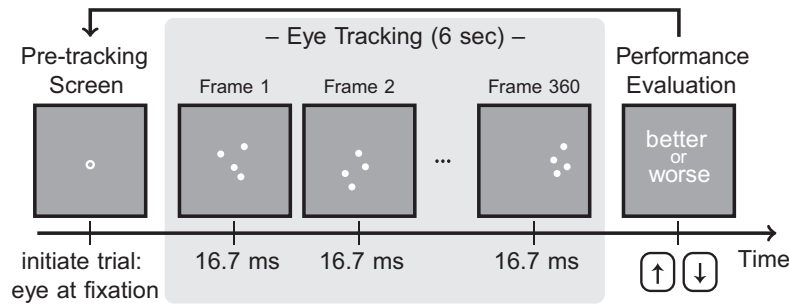 – Eye Tracking (6 sec) –
Pre-tracking
Screen
Performance
Evaluation
Frame 1
Frame 2
Frame 360
...
better
or
worse
initiate trial:
eye at fixation
16.7 ms
16.7 ms
16.7 ms
↑ ↓
Time